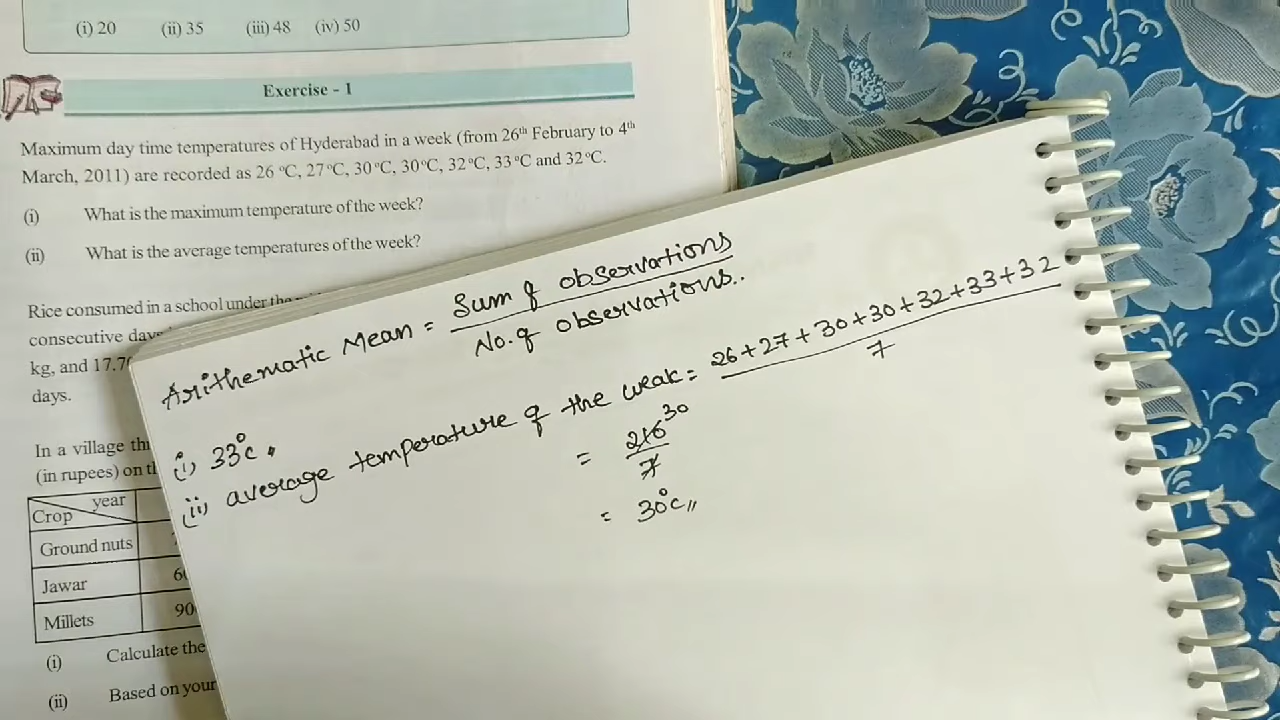 (i) 20 (ii) 35 (iii) 48 (iv) 50
Exercise - 1
Maximum day time temperatures of Hyderabad in a week (from 26th February to 4th
March, 2011) are recorded as 26 °C, 27 °C, 30 °C, 30 °C, 32 °C, 33 °C and 32 °C.
(i) What is the maximum temperature of the week?
(ii) What is the average temperatures of the week?
Rice consumed in a school under the
consecutive days
kg, and 17.70
days.
In a village th
(in rupees) on th
year
Crop
Ground nuts
Jawar 60
Millets 90
(i) Calculate the
(ii) Based on your
Arithematic Mean = Sum of observations
No. of observations..
(i) 33°c.
(ii) average temperature of the weak = 26+27+30+30+32+33+32
7
= 210 30
7
= 30°c,,